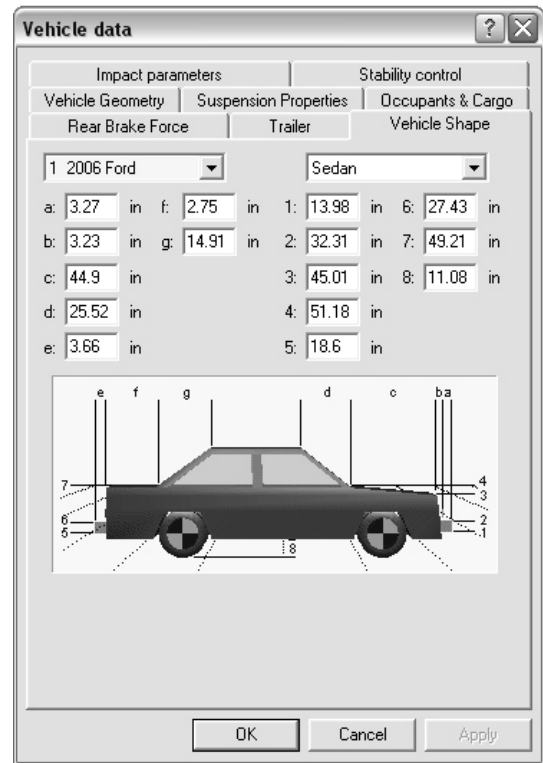 Vehicle data
Impact parameters Stability control
Vehicle Geometry Suspension Properties Occupants & Cargo
Rear Brake Force Trailer Vehicle Shape
1 2006 Ford Sedan
a: 3.27 in f: 2.75 in 1: 13.98 in 6: 27.43 in
b: 3.23 in g: 14.91 in 2: 32.31 in 7: 49.21 in
c: 44.9 in 3: 45.01 in 8: 11.08 in
d: 25.52 in 4: 51.18 in
e: 3.66 in 5: 18.6 in
e f g d c b a
7 4
3
6 2
5 1
8
OK Cancel Apply